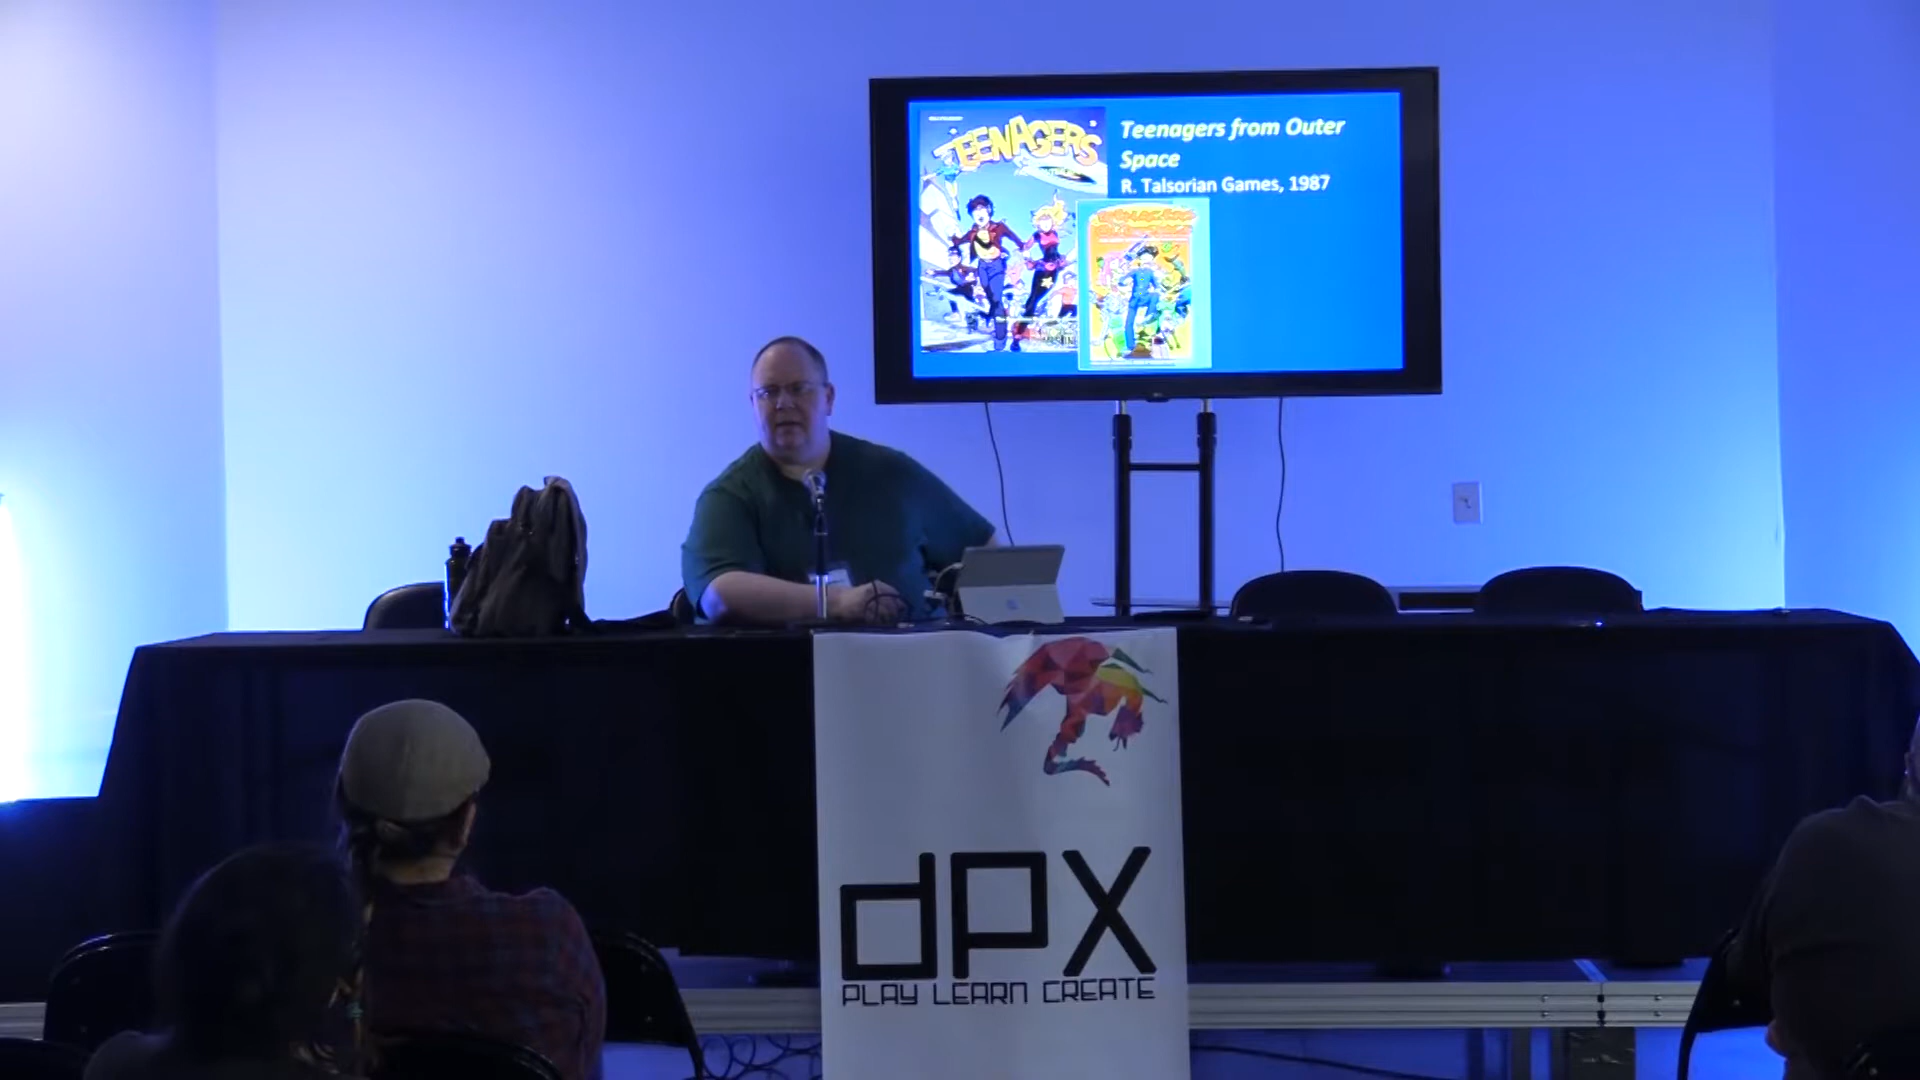 TEENAGERS
Teenagers from Outer
Space
R. Talsorian Games, 1987
dPX
PLAY LEARN CREATE